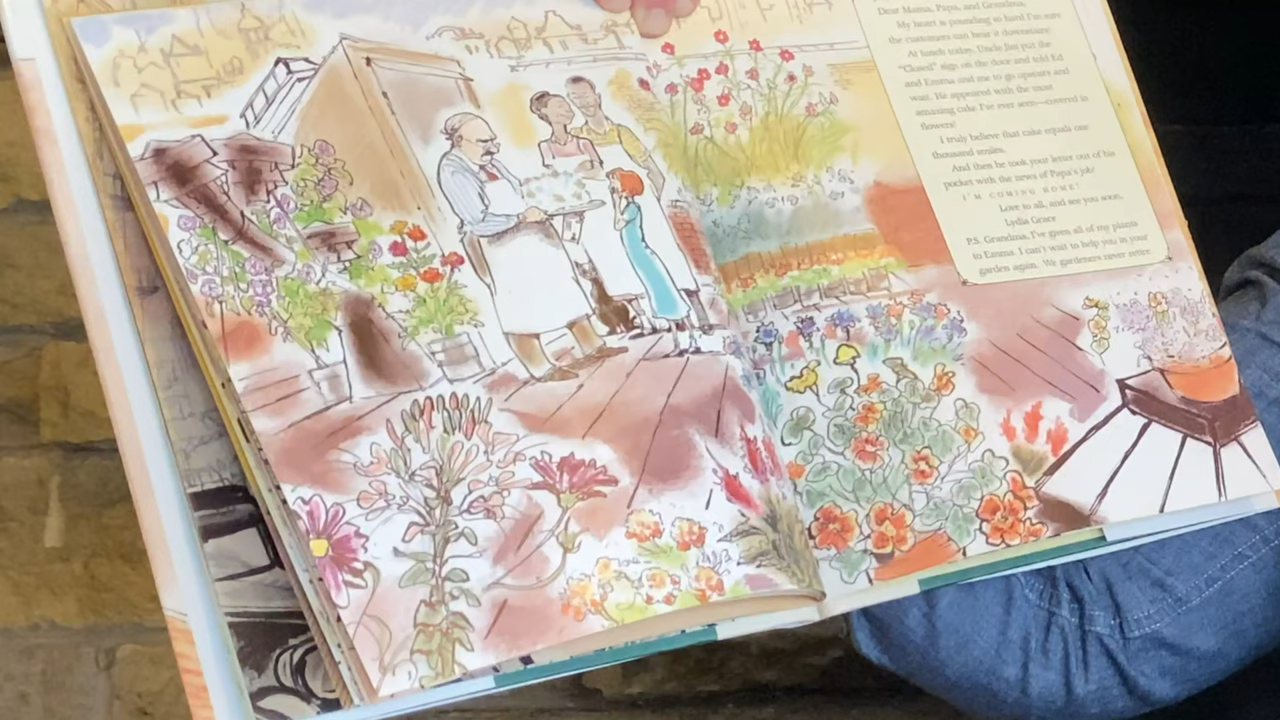 Dear Mama, Papa, and Grandma,
My heart is pounding so hard I'm sure
the customers can hear it downstairs!
At lunch today, Uncle Jim put the
"Closed" sign on the door and told Ed
and Emma and me to go upstairs and
wait. He appeared with the most
amazing cake I've ever seen—covered in
flowers!
I truly believe that cake equals one
thousand smiles.
And then he took your letter out of his
pocket with the news of Papa's job!
I'M COMING HOME!
Love to all, and see you soon,
Lydia Grace
P.S. Grandma, I've given all of my plants
to Emma. I can't wait to help you in your
garden again. We gardeners never retire.